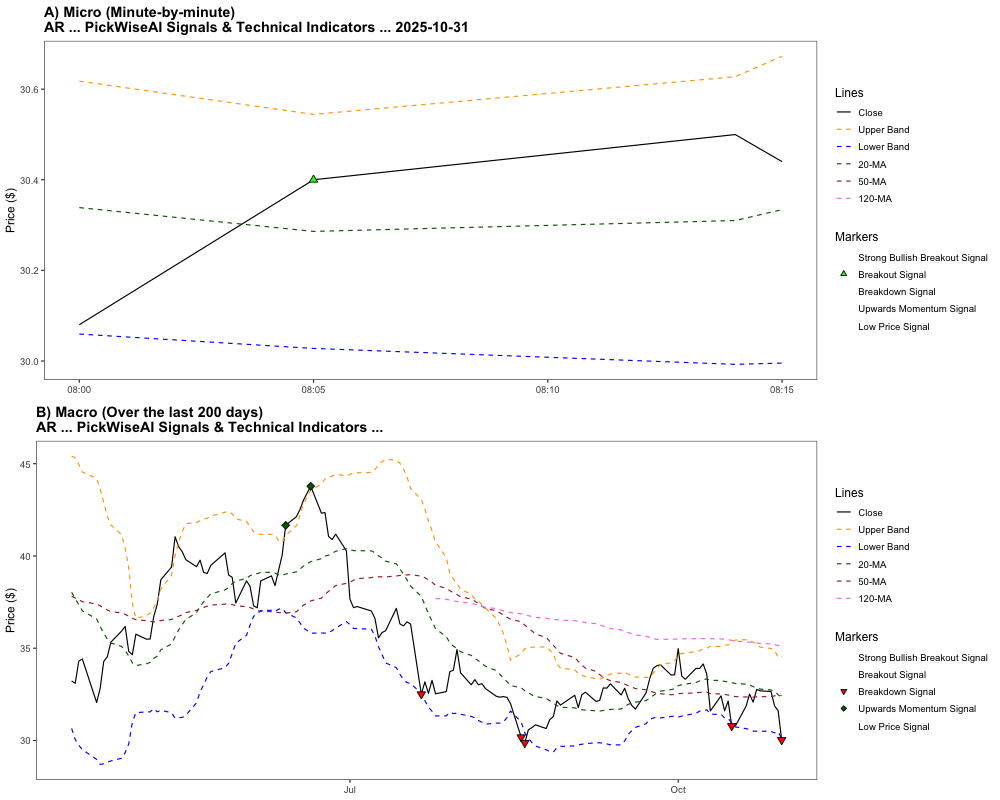 A) Micro (Minute-by-minute)
AR ... PickWiseAI Signals & Technical Indicators ... 2025-10-31
Price ($)
30.6
30.4
30.2
30.0
08:00
08:05
08:10
08:15
Lines
Close
Upper Band
Lower Band
20-MA
50-MA
120-MA
Markers
Strong Bullish Breakout Signal
Breakout Signal
Breakdown Signal
Upwards Momentum Signal
Low Price Signal
B) Macro (Over the last 200 days)
AR ... PickWiseAI Signals & Technical Indicators ...
Price ($)
45
40
35
30
Jul
Oct
Lines
Close
Upper Band
Lower Band
20-MA
50-MA
120-MA
Markers
Strong Bullish Breakout Signal
Breakout Signal
Breakdown Signal
Upwards Momentum Signal
Low Price Signal